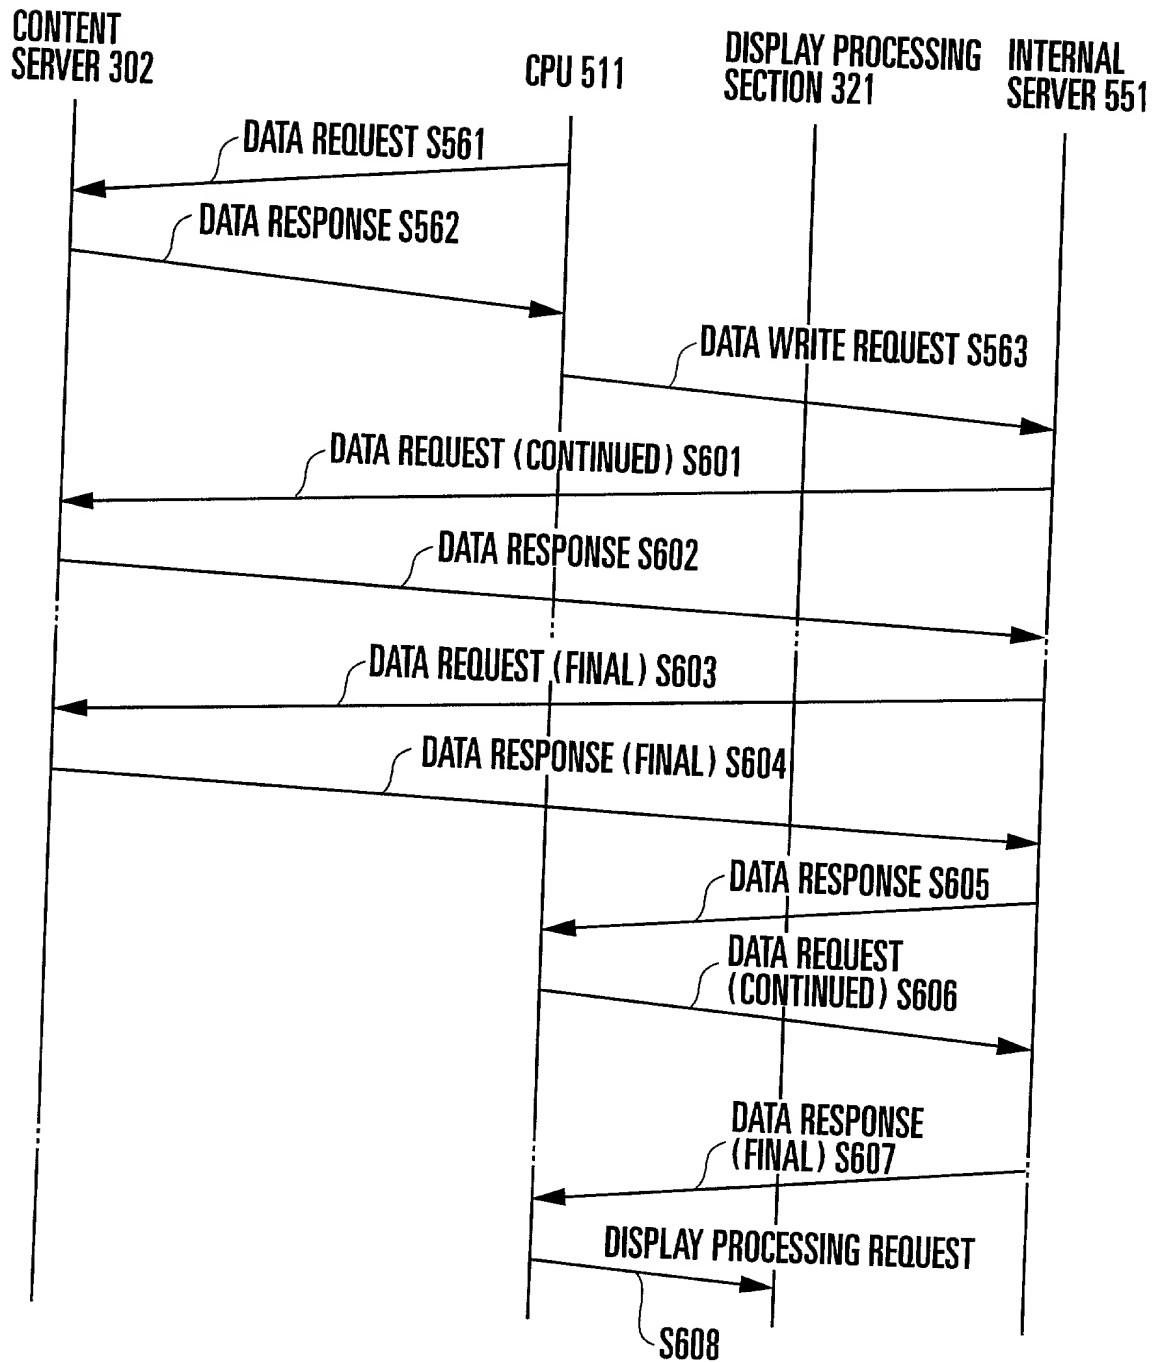 CONTENT
SERVER 302
CPU 511
DISPLAY PROCESSING
SECTION 321
INTERNAL
SERVER 551
DATA REQUEST S561
DATA RESPONSE S562
DATA WRITE REQUEST S563
DATA REQUEST (CONTINUED) S601
DATA RESPONSE S602
DATA REQUEST (FINAL) S603
DATA RESPONSE (FINAL) S604
DATA RESPONSE S605
DATA REQUEST
(CONTINUED) S606
DATA RESPONSE
(FINAL) S607
DISPLAY PROCESSING REQUEST
S608